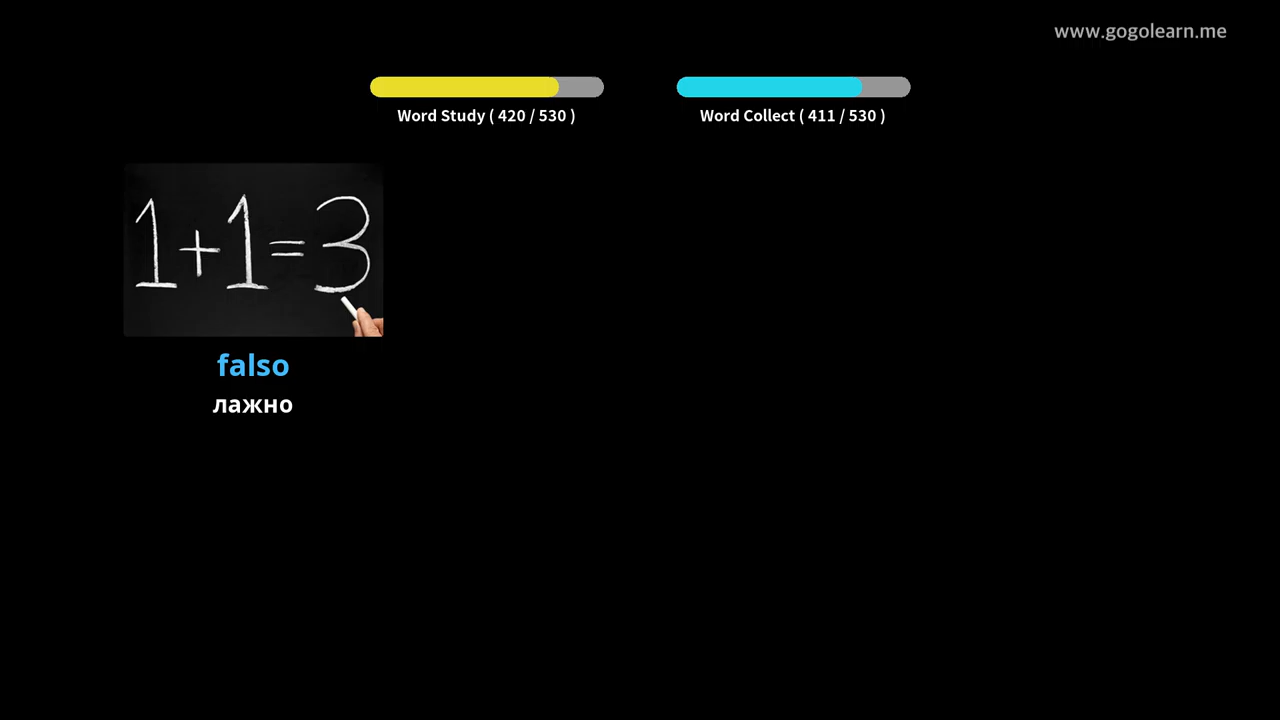 www.gogolearn.me
Word Study ( 420 / 530 )
Word Collect ( 411 / 530 )
1+1=3
falso
лажно